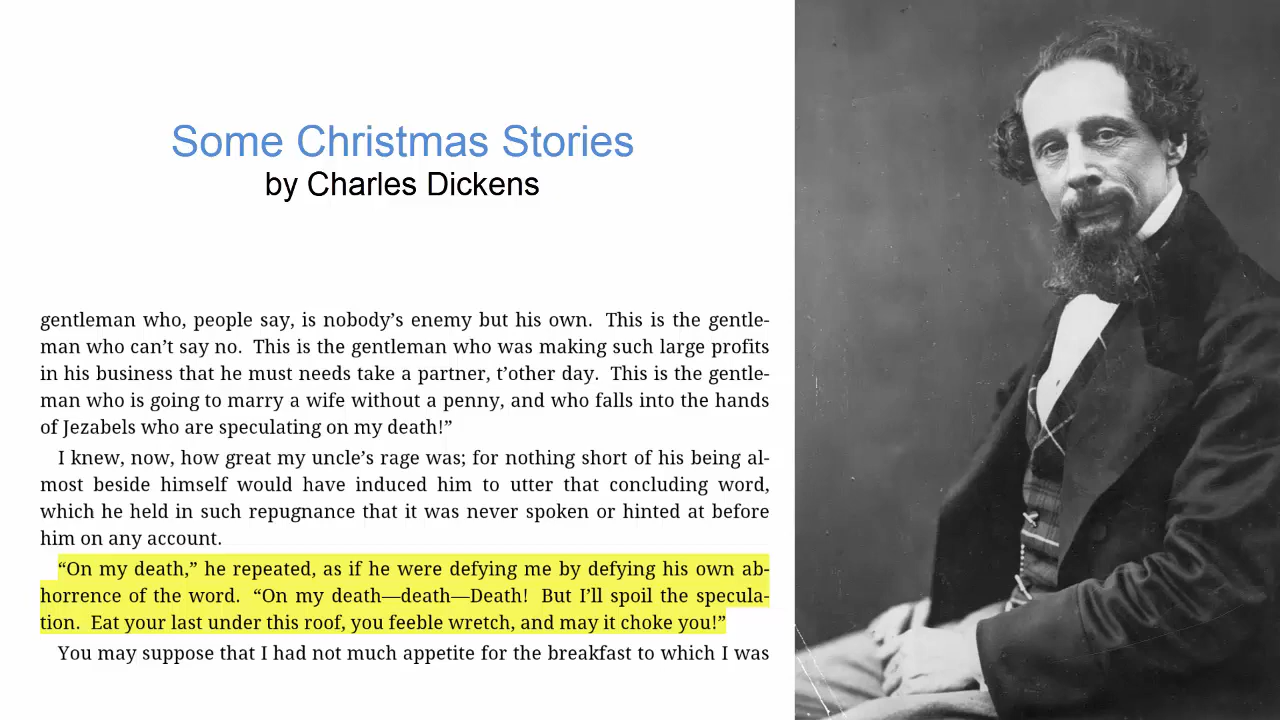 Some Christmas Stories
by Charles Dickens
gentleman who, people say, is nobody’s enemy but his own.  This is the gentle-
man who can’t say no.  This is the gentleman who was making such large profits
in his business that he must needs take a partner, t’other day.  This is the gentle-
man who is going to marry a wife without a penny, and who falls into the hands
of Jezabels who are speculating on my death!”
I knew, now, how great my uncle’s rage was; for nothing short of his being al-
most beside himself would have induced him to utter that concluding word,
which he held in such repugnance that it was never spoken or hinted at before
him on any account.
“On my death,” he repeated, as if he were defying me by defying his own ab-
horrence of the word.  “On my death—death—Death!  But I’ll spoil the specula-
tion.  Eat your last under this roof, you feeble wretch, and may it choke you!”
You may suppose that I had not much appetite for the breakfast to which I was